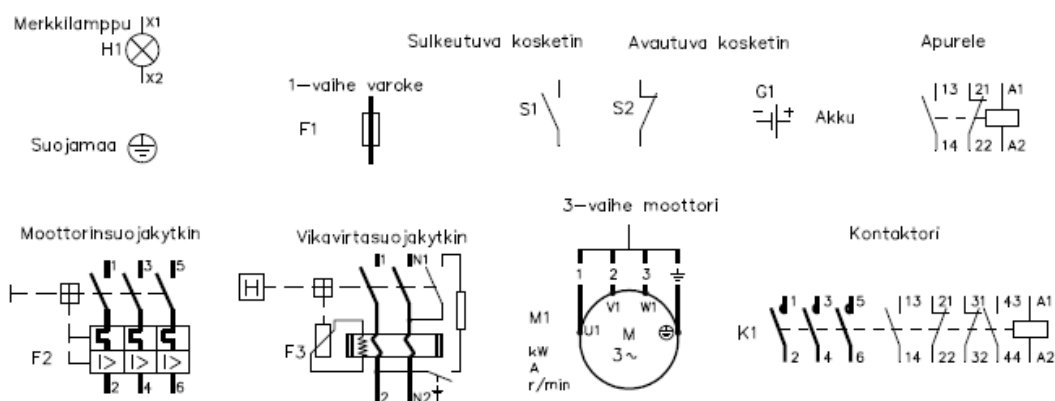 Merkkilamppu
X1
H1
X2
Sulkeutuva kosketin
Avautuva kosketin
Apurele
1-vaihe varoke
F1
S1
S2
G1
- +
Akku
13 21 A1
14 22 A2
Suojamaa
3-vaihe moottori
Moottorinsuojakytkin
Vikavirtasuojakytkin
Kontaktori
1 3 5
F2
I> I> I>
2 4 6
1 N1
H
F3
2 N2
1 2 3
U1 V1 W1
M1
M
3~
kW
A
r/min
K1
1 3 5 13 21 31 43 A1
2 4 6 14 22 32 44 A2